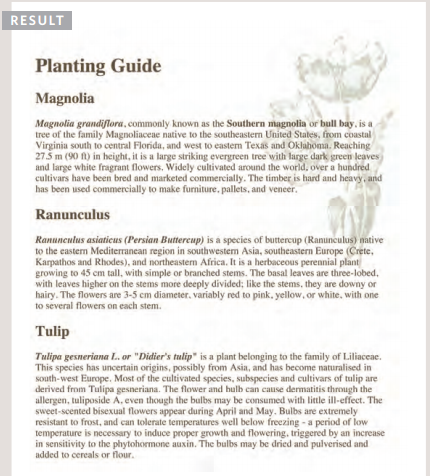 RESULT
Planting Guide
Magnolia
Magnolia grandiflora, commonly known as the Southern magnolia or bull bay, is a
tree of the family Magnoliaceae native to the southeastern United States, from coastal
Virginia south to central Florida, and west to eastern Texas and Oklahoma. Reaching
27.5 m (90 ft) in height, it is a large striking evergreen tree with large dark green leaves
and large white fragrant flowers. Widely cultivated around the world, over a hundred
cultivars have been bred and marketed commercially. The timber is hard and heavy, and
has been used commercially to make furniture, pallets, and veneer.
Ranunculus
Ranunculus asiaticus (Persian Buttercup) is a species of buttercup (Ranunculus) native
to the eastern Mediterranean region in southwestern Asia, southeastern Europe (Crete,
Karpathos and Rhodes), and northeastern Africa. It is a herbaceous perennial plant
growing to 45 cm tall, with simple or branched stems. The basal leaves are three-lobed,
with leaves higher on the stems more deeply divided; like the stems, they are downy or
hairy. The flowers are 3-5 cm diameter, variably red to pink, yellow, or white, with one
to several flowers on each stem.
Tulip
Tulipa gesneriana L. or "Didier's tulip" is a plant belonging to the family of Liliaceae.
This species has uncertain origins, possibly from Asia, and has become naturalised in
south-west Europe. Most of the cultivated species, subspecies and cultivars of tulip are
derived from Tulipa gesneriana. The flower and bulb can cause dermatitis through the
allergen, tuliposide A, even though the bulbs may be consumed with little ill-effect. The
sweet-scented bisexual flowers appear during April and May. Bulbs are extremely
resistant to frost, and can tolerate temperatures well below freezing - a period of low
temperature is necessary to induce proper growth and flowering, triggered by an increase
in sensitivity to the phytohormone auxin. The bulbs may be dried and pulverised and
added to cereals or flour.